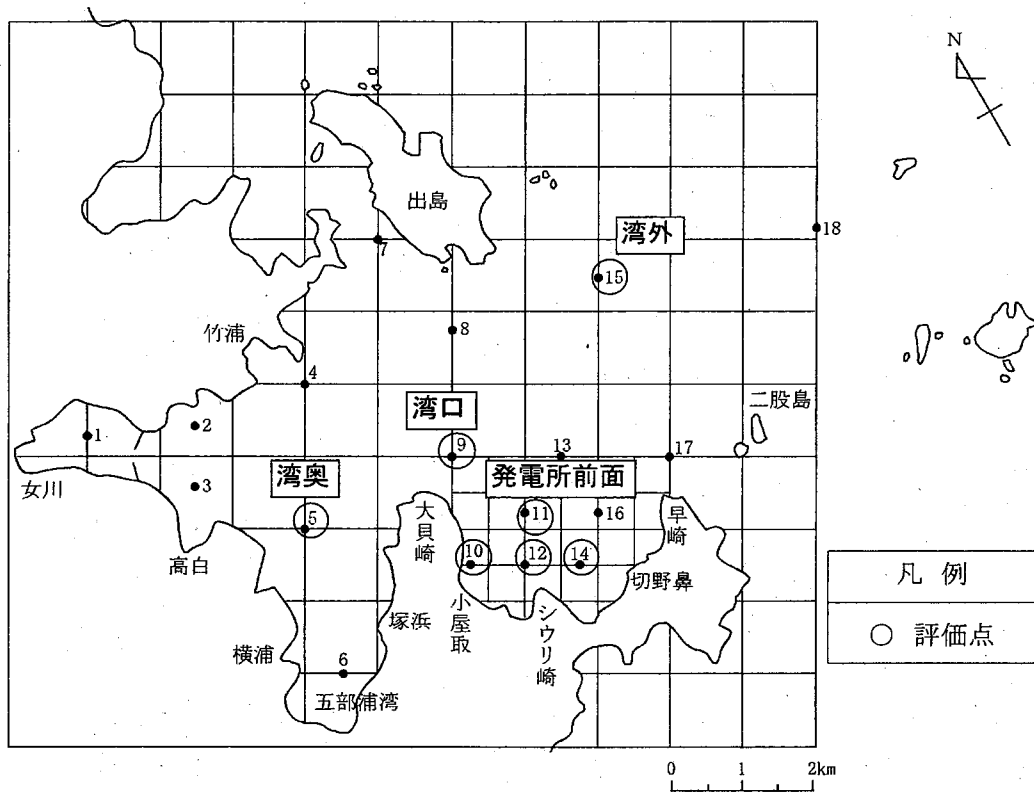 N
出島
湾外
18
7
15
竹浦
8
4
湾口
二股島
2
1
9
13
17
湾奥
発電所前面
3
女川
大貝崎
5
11
16
早崎
高白
10
12
14
切野鼻
凡 例
○ 評価点
塚浜
小屋取
シウリ崎
横浦
6
五部浦湾
0 1 2km